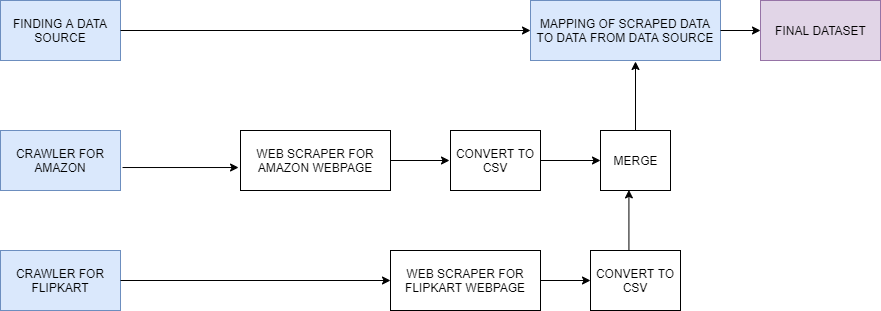 FINDING A DATA
SOURCE
MAPPING OF SCRAPED DATA
TO DATA FROM DATA SOURCE
FINAL DATASET
CRAWLER FOR
AMAZON
WEB SCRAPER FOR
AMAZON WEBPAGE
CONVERT TO
CSV
MERGE
CRAWLER FOR
FLIPKART
WEB SCRAPER FOR
FLIPKART WEBPAGE
CONVERT TO
CSV